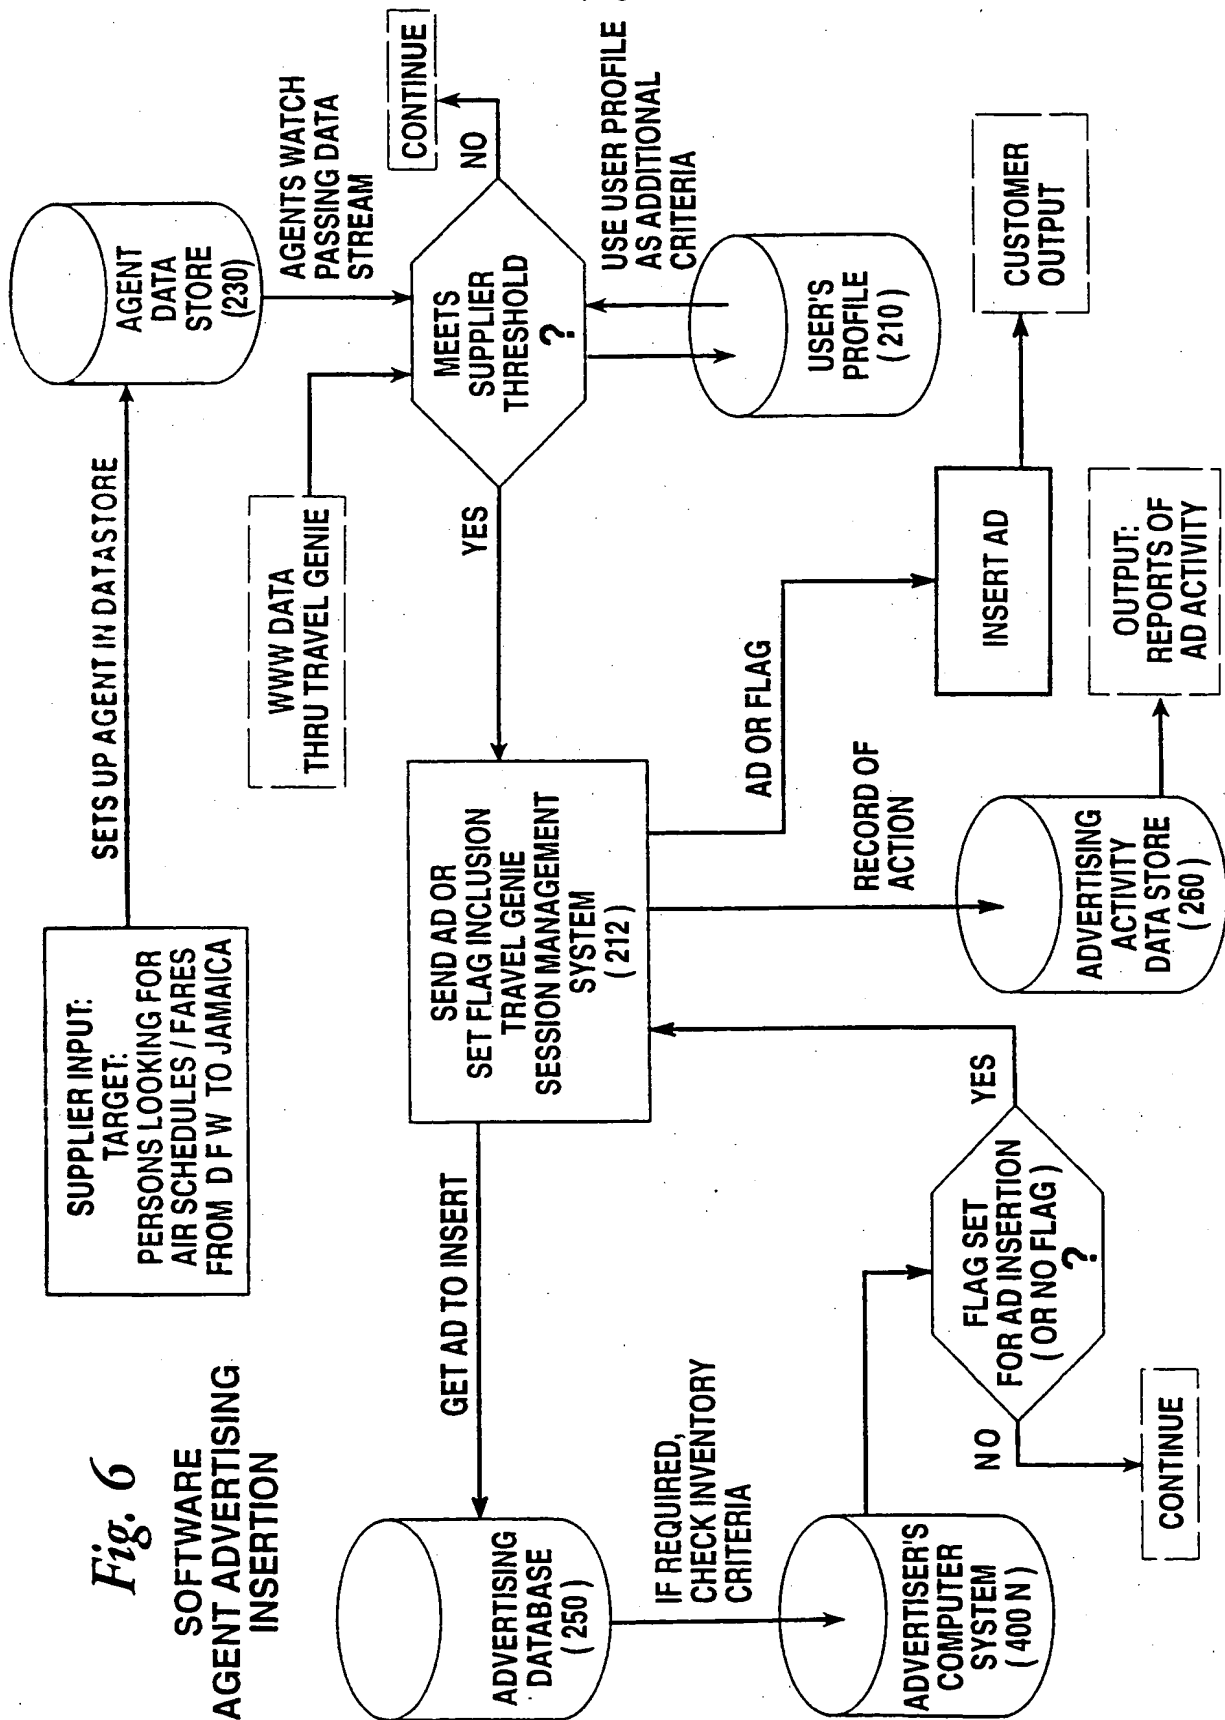 Fig. 6
SOFTWARE
AGENT ADVERTISING
INSERTION
SUPPLIER INPUT:
TARGET:
PERSONS LOOKING FOR
AIR SCHEDULES / FARES
FROM D F W TO JAMAICA
SETS UP AGENT IN DATASTORE
AGENT
DATA
STORE
(230)
WWW DATA
THRU TRAVEL GENIE
AGENTS WATCH
PASSING DATA
STREAM
MEETS
SUPPLIER
THRESHOLD
?
NO
CONTINUE
YES
USE USER PROFILE
AS ADDITIONAL
CRITERIA
USER'S
PROFILE
( 210 )
SEND AD OR
SET FLAG INCLUSION
TRAVEL GENIE
SESSION MANAGEMENT
SYSTEM
( 212 )
GET AD TO INSERT
ADVERTISING
DATABASE
( 250 )
IF REQUIRED,
CHECK INVENTORY
CRITERIA
ADVERTISER'S
COMPUTER
SYSTEM
( 400 N )
FLAG SET
FOR AD INSERTION
( OR NO FLAG )
?
NO
CONTINUE
YES
RECORD OF
ACTION
ADVERTISING
ACTIVITY
DATA STORE
( 260 )
OUTPUT:
REPORTS OF
AD ACTIVITY
AD OR FLAG
INSERT AD
CUSTOMER
OUTPUT